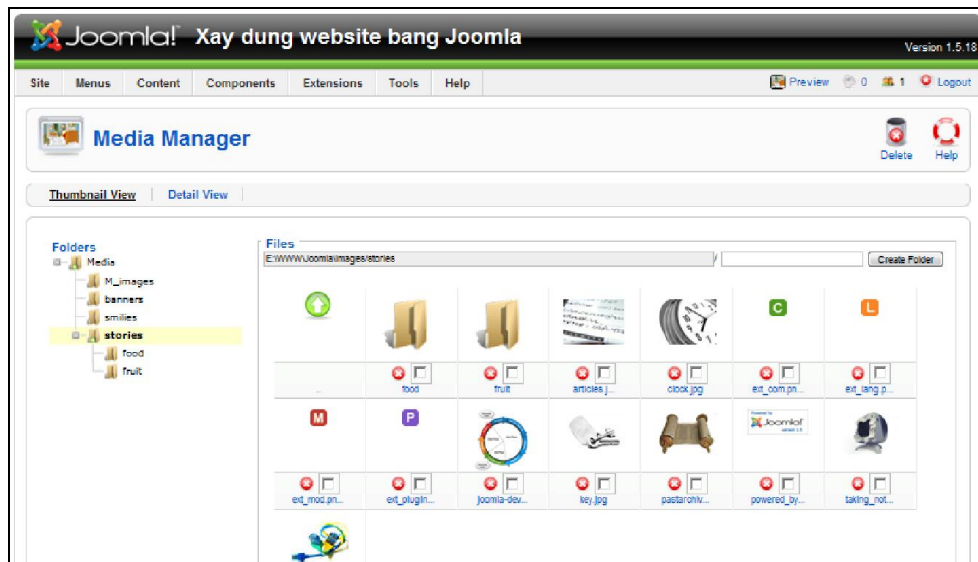 Joomla! Xay dung website bang Joomla
Version 1.5.18
Site Menus Content Components Extensions Tools Help Preview 0 1 Logout
Media Manager
Delete Help
Thumbnail View Detail View
Folders
Media
M_images
banners
smilies
stories
food
fruit
Files
E:\WWW\Joomla\images/stories / Create Folder
C L
..
food fruit articles.j... clock.jpg ext_com.pn... ext_lang.p...
M P Joomla!
ext_mod.pn... ext_plugin... joomla-dev... key.jpg pastarchiv... powered_by... taking_not...